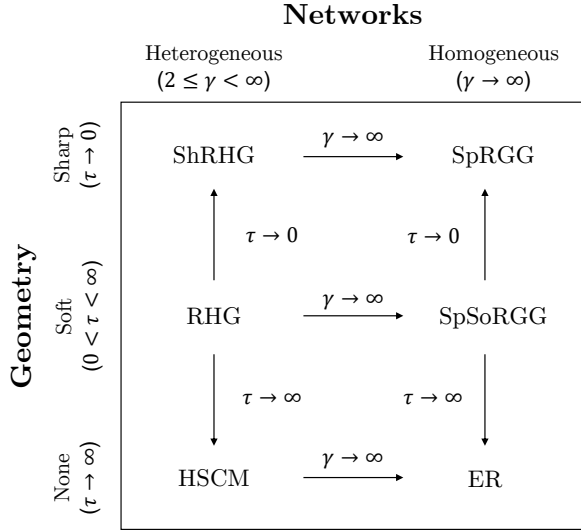 Networks
Heterogeneous
(2 ≤ γ < ∞)
Homogeneous
(γ → ∞)
Geometry
Sharp
(τ → 0)
Soft
(0 < τ < ∞)
None
(τ → ∞)
ShRHG
γ → ∞
SpRGG
τ → 0
τ → 0
RHG
γ → ∞
SpSoRGG
τ → ∞
τ → ∞
HSCM
γ → ∞
ER